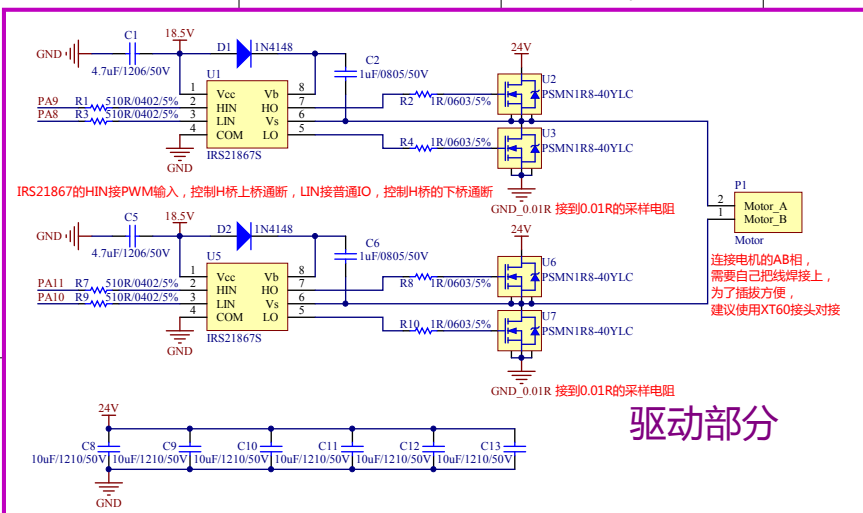 18.5V
24V
GND
C1
4.7uF/1206/50V
D1
1N4148
C2
1uF/0805/50V
U1
1 Vcc Vb 8
2 HIN HO 7
3 LIN Vs 6
4 COM LO 5
IRS21867S
GND
PA9 R1 510R/0402/5%
PA8 R3 510R/0402/5%
R2 1R/0603/5%
R4 1R/0603/5%
U2
PSMN1R8-40YLC
U3
PSMN1R8-40YLC
GND_0.01R 接到0.01R的采样电阻
IRS21867的HIN接PWM输入，控制H桥上桥通断，LIN接普通IO，控制H桥的下桥通断
P1
2 Motor_A
1 Motor_B
Motor
连接电机的AB相，
需要自己把线焊接上，
为了插拔方便，
建议使用XT60接头对接
18.5V
24V
GND
C5
4.7uF/1206/50V
D2
1N4148
C6
1uF/0805/50V
U5
1 Vcc Vb 8
2 HIN HO 7
3 LIN Vs 6
4 COM LO 5
IRS21867S
GND
PA11 R7 510R/0402/5%
PA10 R9 510R/0402/5%
R8 1R/0603/5%
R10 1R/0603/5%
U6
PSMN1R8-40YLC
U7
PSMN1R8-40YLC
GND_0.01R 接到0.01R的采样电阻
驱动部分
24V
C8 C9 C10 C11 C12 C13
10uF/1210/50V 10uF/1210/50V 10uF/1210/50V 10uF/1210/50V 10uF/1210/50V 10uF/1210/50V
GND